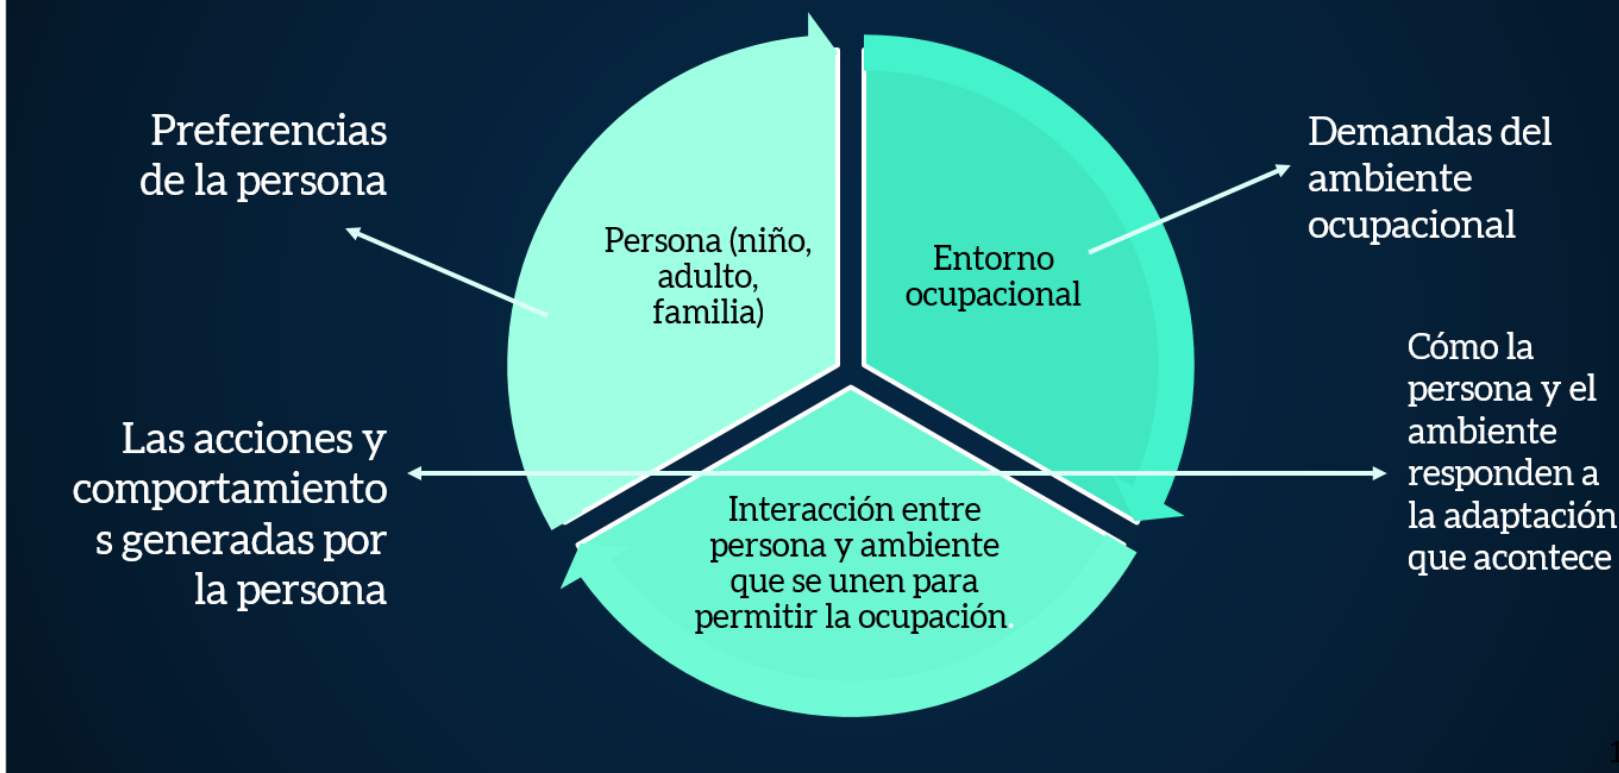 Preferencias
de la persona
Persona (niño,
adulto,
familia)
Entorno
ocupacional
Demandas del
ambiente
ocupacional
Las acciones y
comportamiento
s generadas por
la persona
Interacción entre
persona y ambiente
que se unen para
permitir la ocupación.
Cómo la
persona y el
ambiente
responden a
la adaptación
que acontece
1